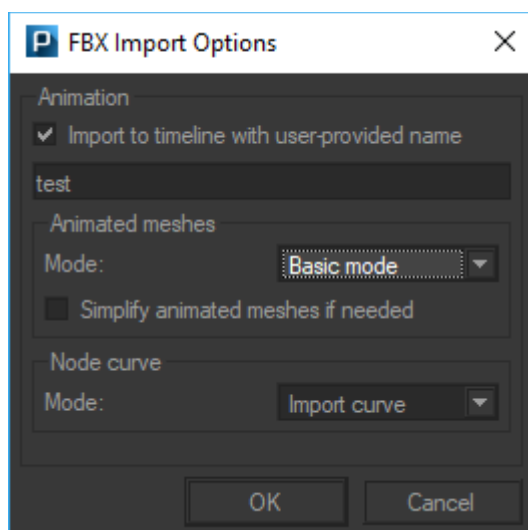 P FBX Import Options
Animation
Import to timeline with user-provided name
test
Animated meshes
Mode: Basic mode
Simplify animated meshes if needed
Node curve
Mode: Import curve
OK Cancel